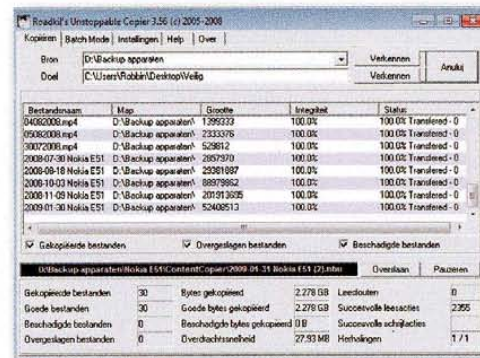 Roadkil's Unstoppable Copier 3.56 (c) 2005-2008
Kopiëren Batch Mode Instellingen Help Over
Bron D:\Backup apparaten Verkennen
Doel C:\Users\Robbin\Desktop\Veilig Verkennen
Annulej
Bestandsnaam Map Grootte Integriteit Status
04082008.mp4 D:\Backup apparaten\ 1399333 100.0% 100.0% Transfered - 0
05082008.mp4 D:\Backup apparaten\ 2333376 100.0% 100.0% Transfered - 0
30072008.mp4 D:\Backup apparaten\ 529812 100.0% 100.0% Transfered - 0
2008-07-30 Nokia E51 D:\Backup apparaten\ 2857970 100.0% 100.0% Transfered - 0
2008-08-18 Nokia E51 D:\Backup apparaten\ 29381887 100.0% 100.0% Transfered - 0
2008-10-03 Nokia E51 D:\Backup apparaten\ 88979862 100.0% 100.0% Transfered - 0
2008-11-09 Nokia E51 D:\Backup apparaten\ 201913695 100.0% 100.0% Transfered - 0
2009-01-30 Nokia E51 D:\Backup apparaten\ 52408513 100.0% 100.0% Transfered - 0
Gekopiëerde bestanden Overgeslagen bestanden Beschadigde bestanden
D:\Backup apparaten\Nokia E51\ContentCopier\2009-01-31 Nokia E51 (2).nbu Overslaan Pauzeren
Gekopiëerde bestanden 30 Bytes gekopieerd 2.278 GB Leesfouten 0
Goede bestanden 30 Goede bytes gekopieerd 2.278 GB Succesvolle leesacties 2355
Beschadigde bestanden 0 Beschadigde bytes gekopieerd 0 B Succesvolle schrijfacties
Overgeslagen bestanden 0 Overdrachtssnelheid 27.93 MB Herhalingen 1 / 1